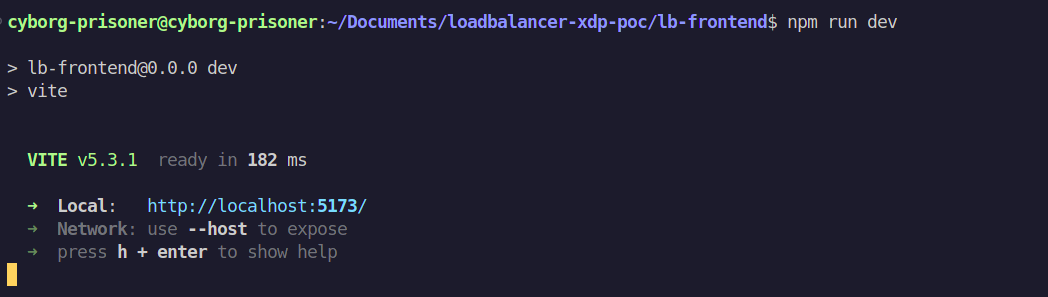 cyborg-prisoner@cyborg-prisoner:~/Documents/loadbalancer-xdp-poc/lb-frontend$ npm run dev
> lb-frontend@0.0.0 dev
> vite
VITE v5.3.1 ready in 182 ms
➜ Local: http://localhost:5173/
➜ Network: use --host to expose
➜ press h + enter to show help